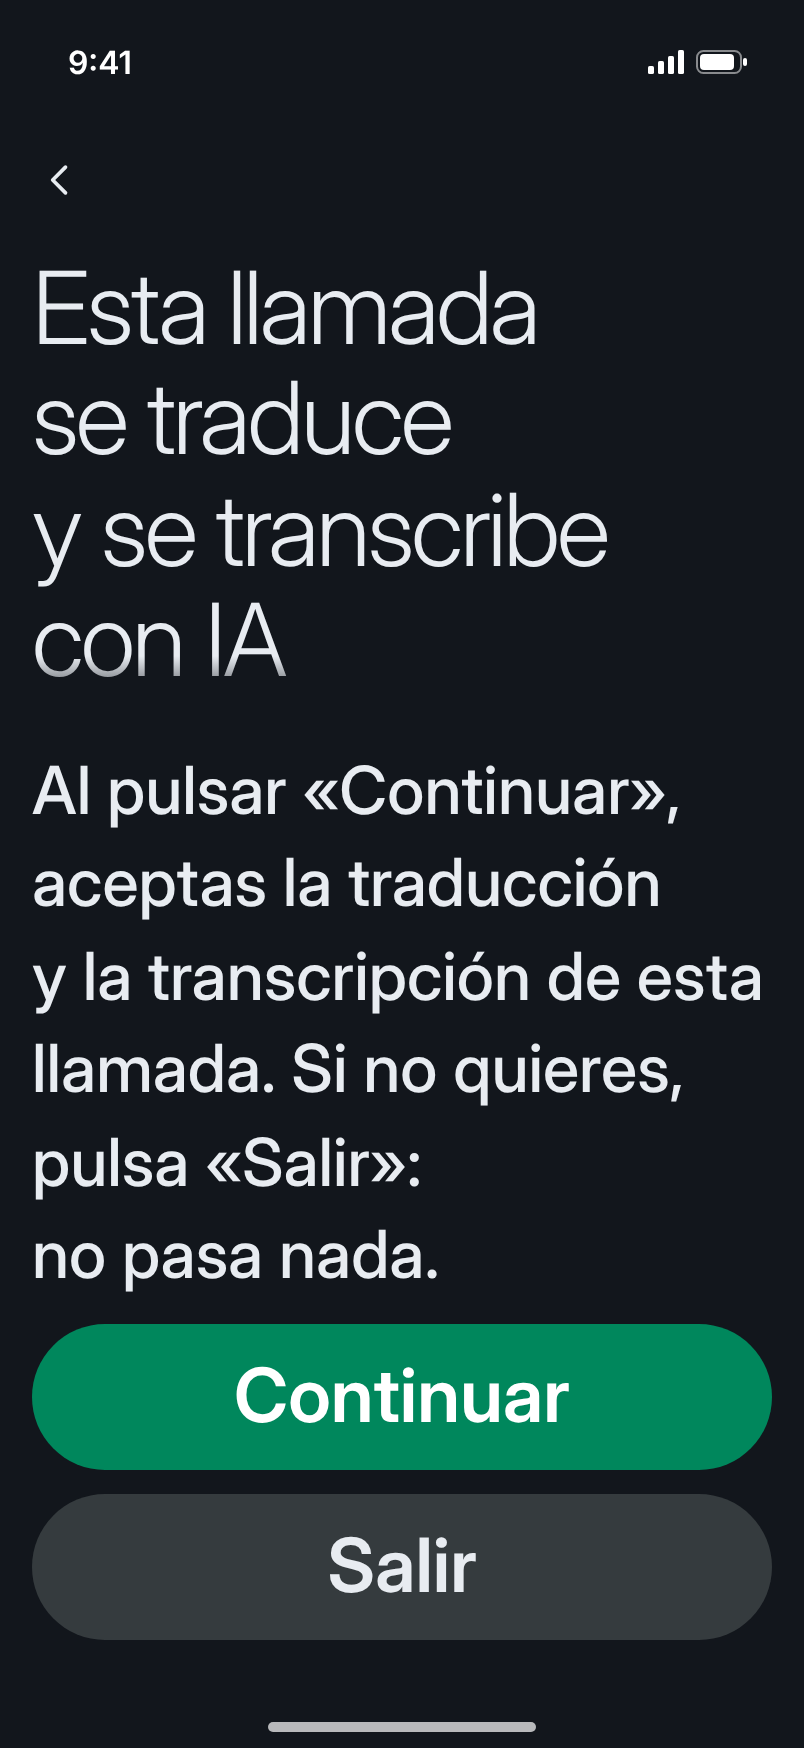 9:41
Esta llamada
se traduce
y se transcribe
con IA
Al pulsar «Continuar»,
aceptas la traducción
y la transcripción de esta
llamada. Si no quieres,
pulsa «Salir»:
no pasa nada.
Continuar
Salir